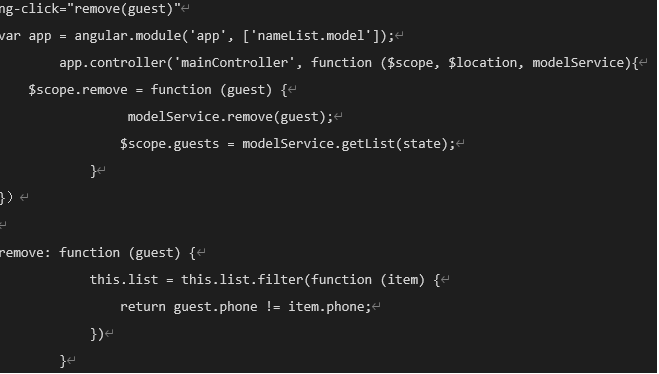 ng-click="remove(guest)"↵
var app = angular.module('app', ['nameList.model']);↵
app.controller('mainController', function ($scope, $location, modelService){↵
$scope.remove = function (guest) {↵
modelService.remove(guest);↵
$scope.guests = modelService.getList(state);↵
}↵
}）↵
↵
remove: function (guest) {↵
this.list = this.list.filter(function (item) {↵
return guest.phone != item.phone;↵
})↵
}↵